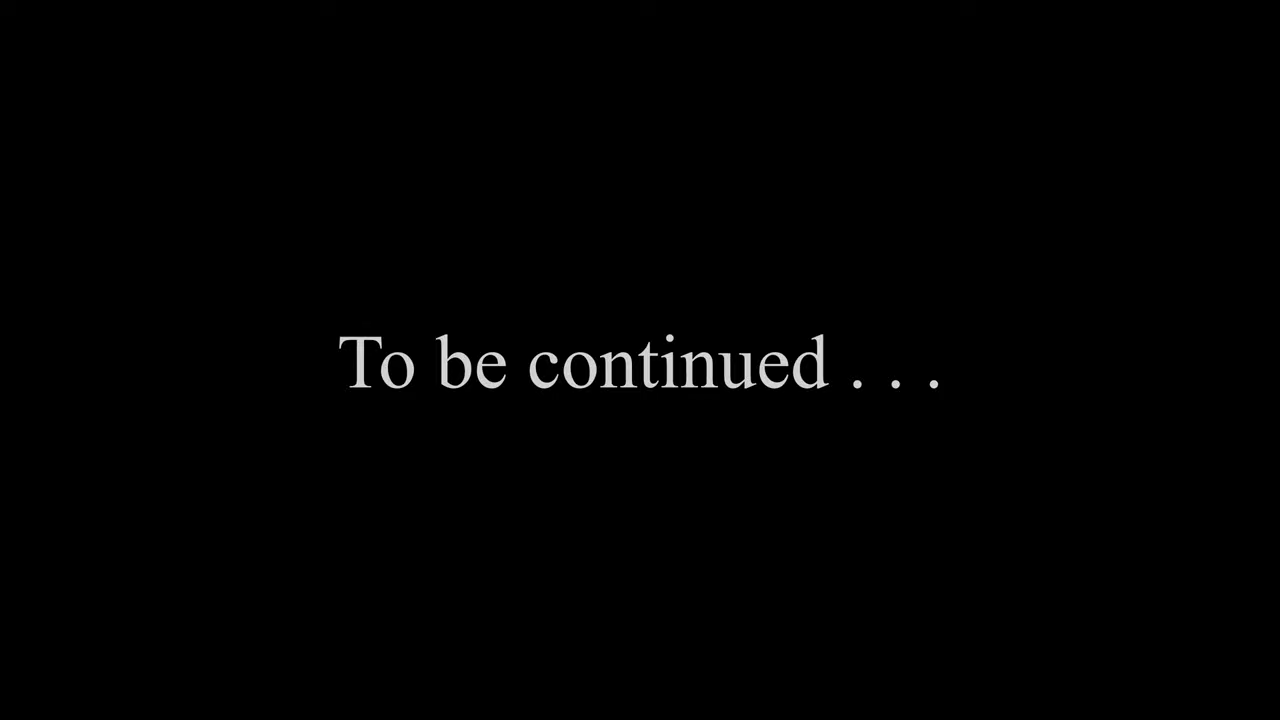 To be continued . . .